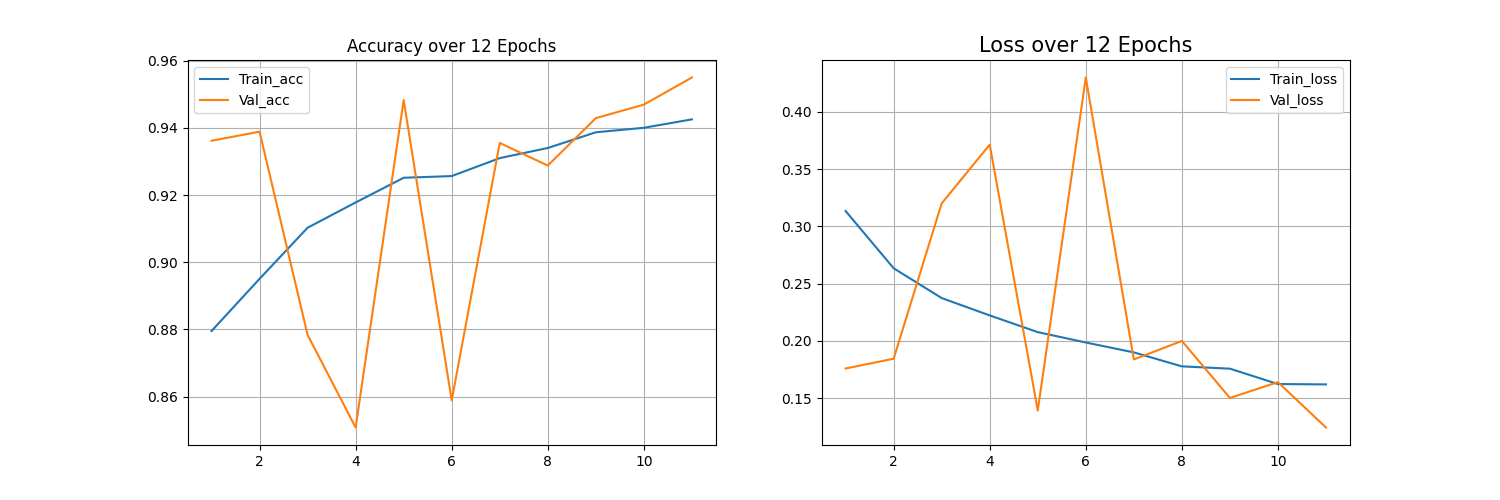 Accuracy over 12 Epochs
0.96
0.94
0.92
0.90
0.88
0.86
2 4 6 8 10
Train_acc
Val_acc
Loss over 12 Epochs
0.40
0.35
0.30
0.25
0.20
0.15
2 4 6 8 10
Train_loss
Val_loss